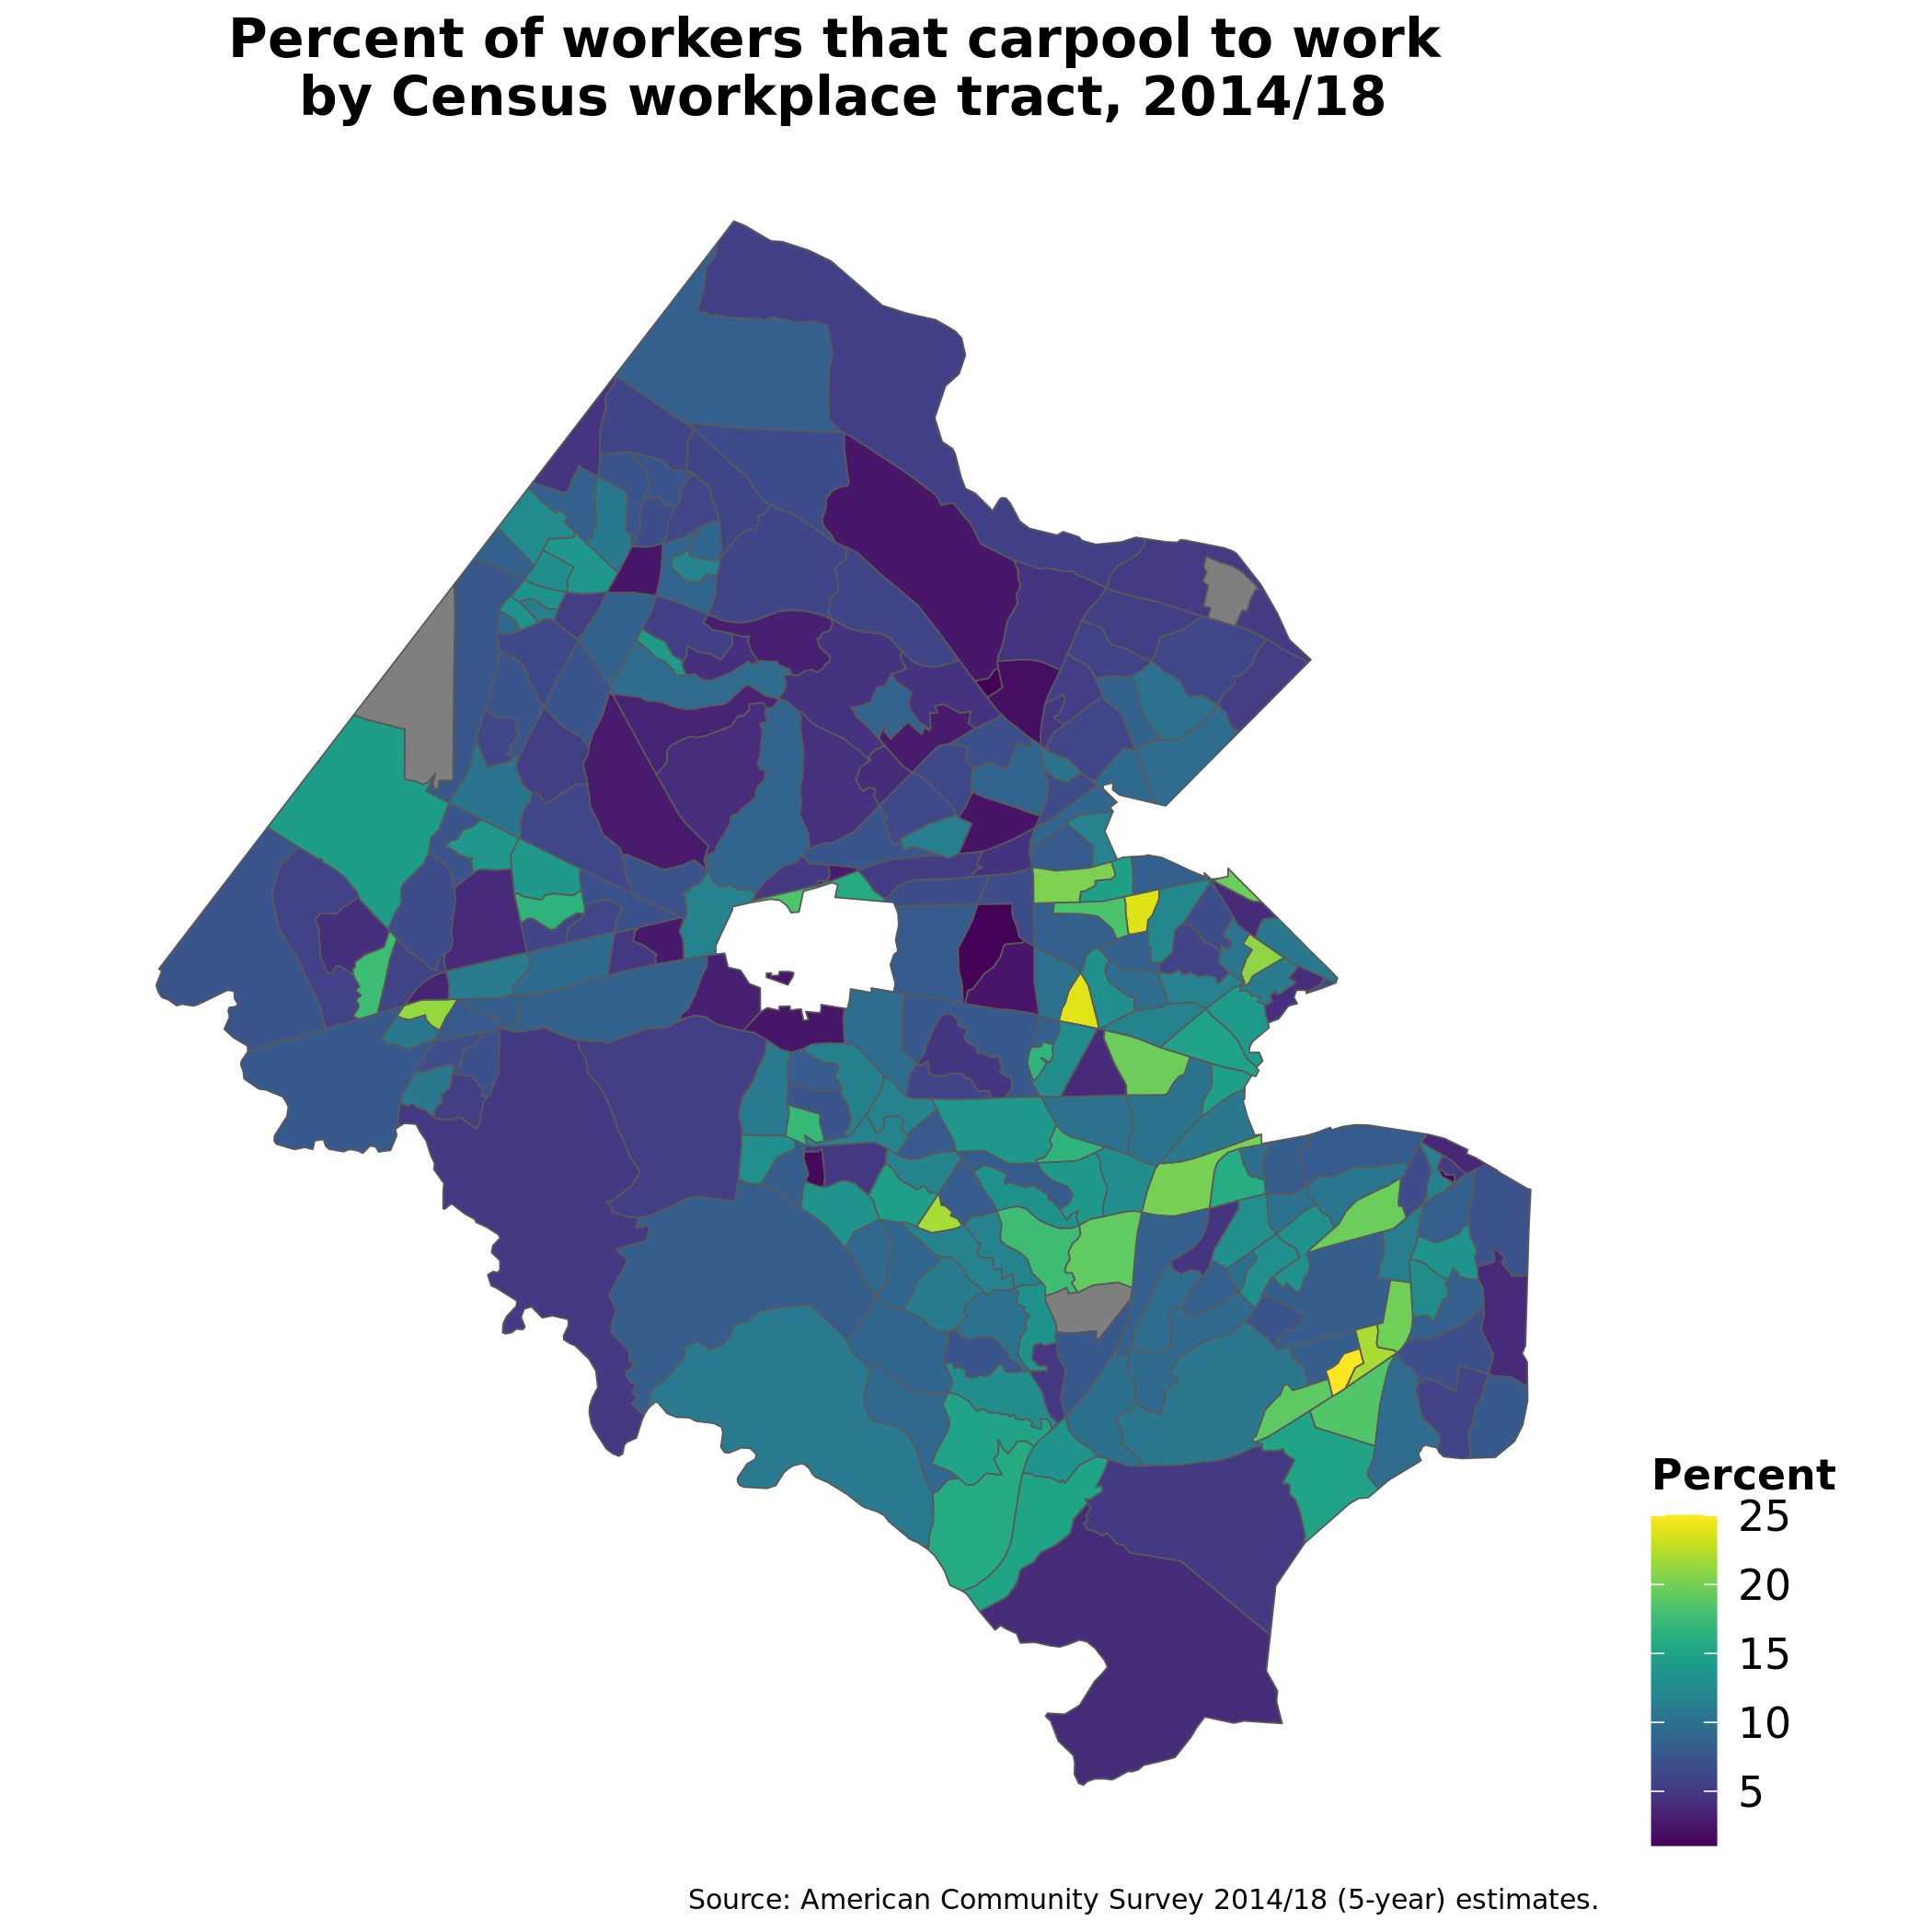 Percent of workers that carpool to work
by Census workplace tract, 2014/18
Percent
25
20
15
10
5
Source: American Community Survey 2014/18 (5-year) estimates.